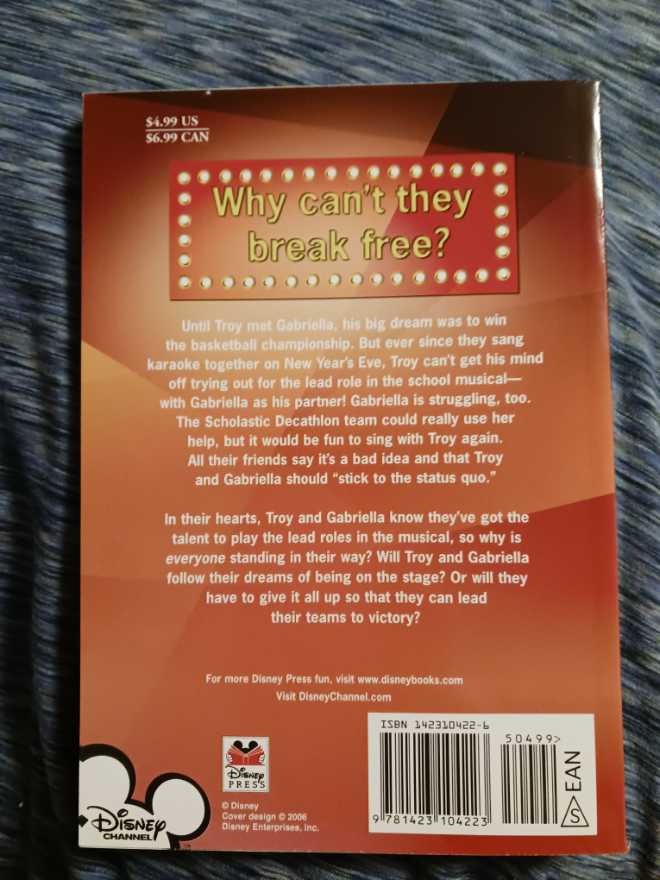 $4.99 US
$6.99 CAN
Why can't they
break free?
Until Troy met Gabriella, his big dream was to win
the basketball championship. But ever since they sang
karaoke together on New Year's Eve, Troy can't get his mind
off trying out for the lead role in the school musical—
with Gabriella as his partner! Gabriella is struggling, too.
The Scholastic Decathlon team could really use her
help, but it would be fun to sing with Troy again.
All their friends say it's a bad idea and that Troy
and Gabriella should “stick to the status quo.”
In their hearts, Troy and Gabriella know they've got the
talent to play the lead roles in the musical, so why is
everyone standing in their way? Will Troy and Gabriella
follow their dreams of being on the stage? Or will they
have to give it all up so that they can lead
their teams to victory?
For more Disney Press fun, visit www.disneybooks.com
Visit DisneyChannel.com
Disney
PRESS
© Disney
Cover design © 2006
Disney Enterprises, Inc.
Disney
CHANNEL
ISBN 142310422-6
50499>
9 781423 104223
S
EAN